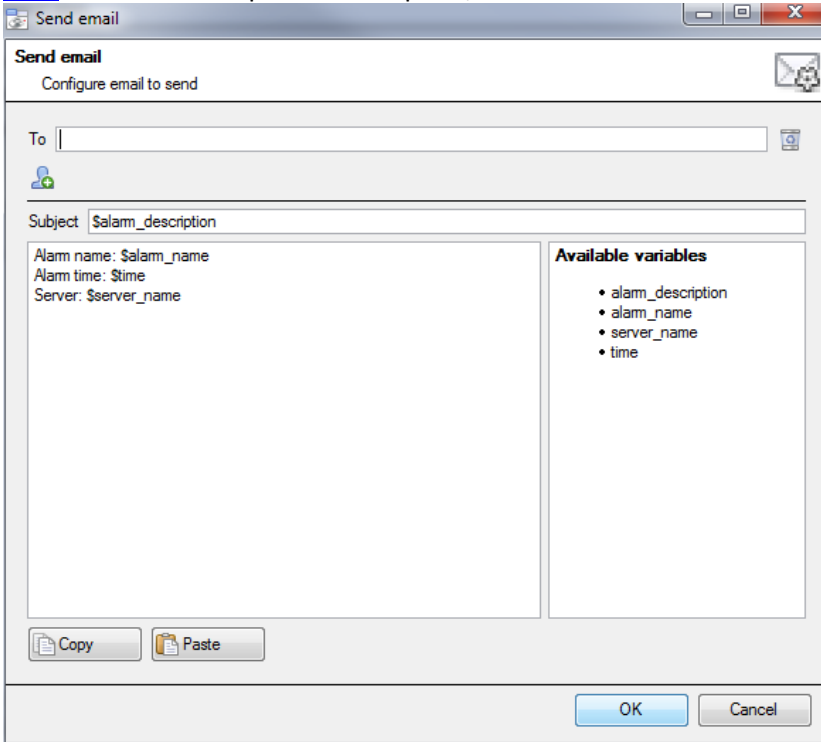 Send email
Send email
Configure email to send
To
Subject $alarm_description
Alarm name: $alarm_name
Alarm time: $time
Server: $server_name
Available variables
• alarm_description
• alarm_name
• server_name
• time
Copy Paste
OK Cancel